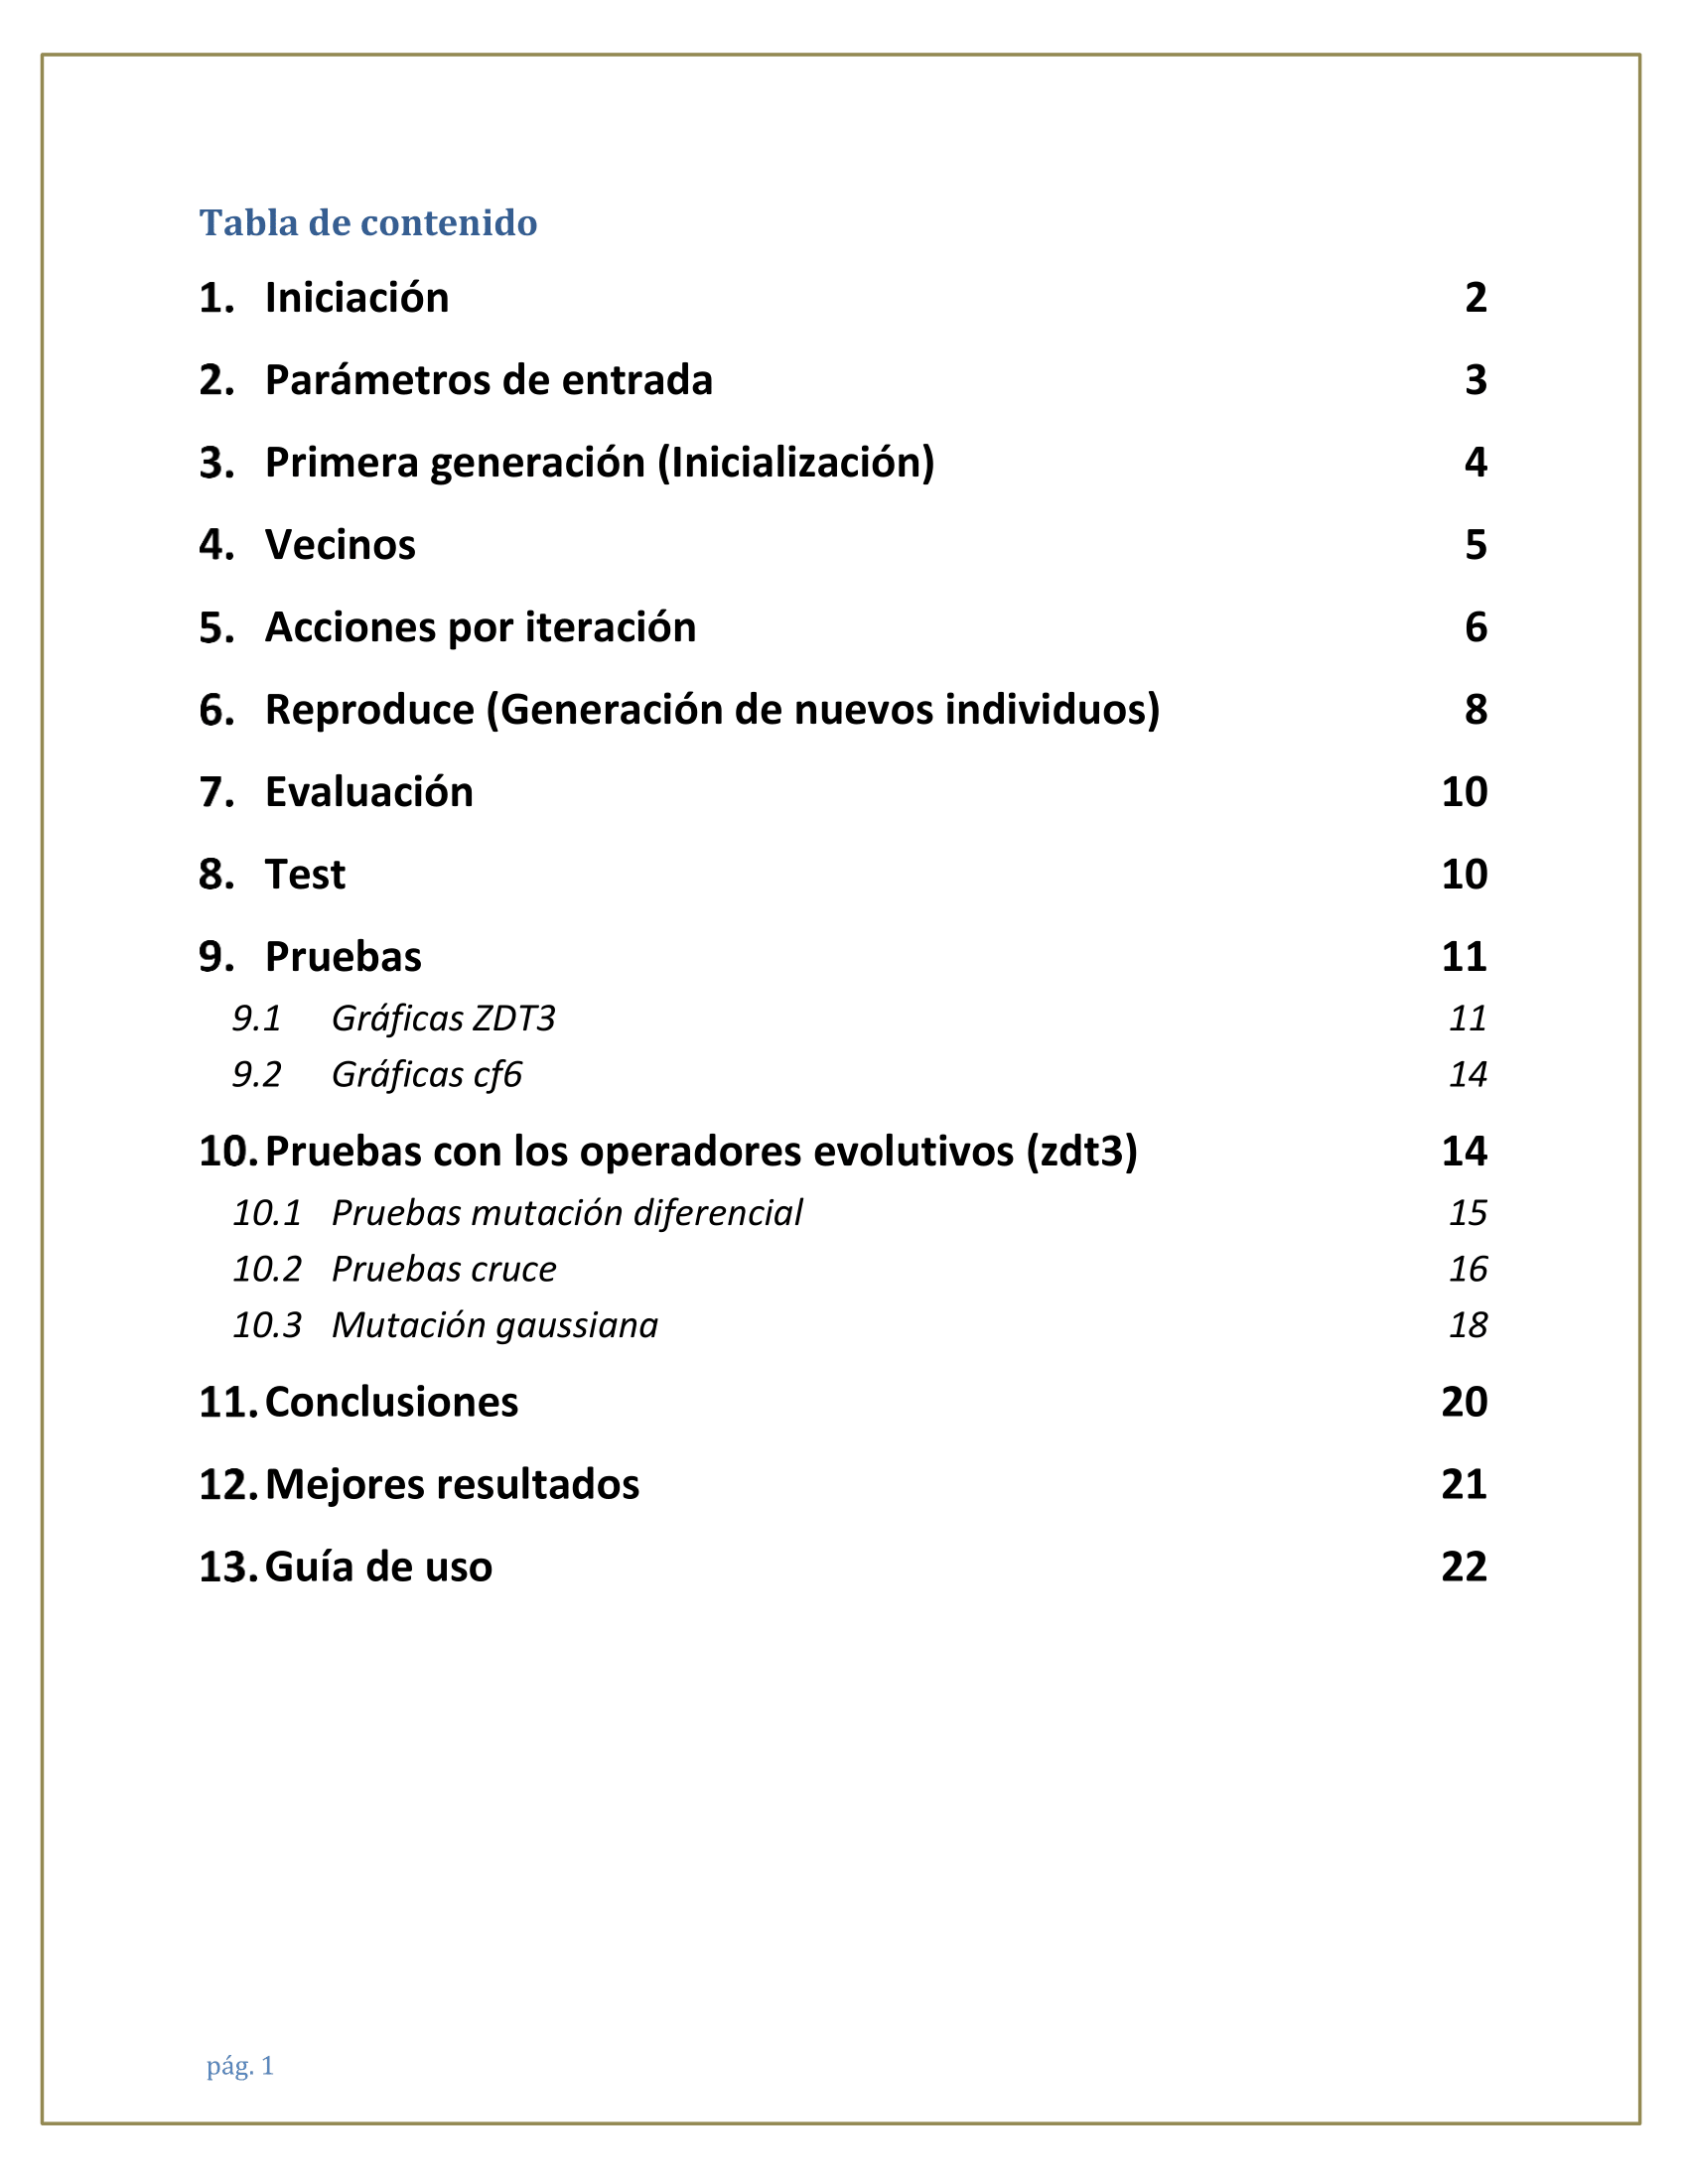 Tabla de contenido
1. Iniciación 2
2. Parámetros de entrada 3
3. Primera generación (Inicialización) 4
4. Vecinos 5
5. Acciones por iteración 6
6. Reproduce (Generación de nuevos individuos) 8
7. Evaluación 10
8. Test 10
9. Pruebas 11
9.1 Gráficas ZDT3 11
9.2 Gráficas cf6 14
10. Pruebas con los operadores evolutivos (zdt3) 14
10.1 Pruebas mutación diferencial 15
10.2 Pruebas cruce 16
10.3 Mutación gaussiana 18
11. Conclusiones 20
12. Mejores resultados 21
13. Guía de uso 22
pág. 1